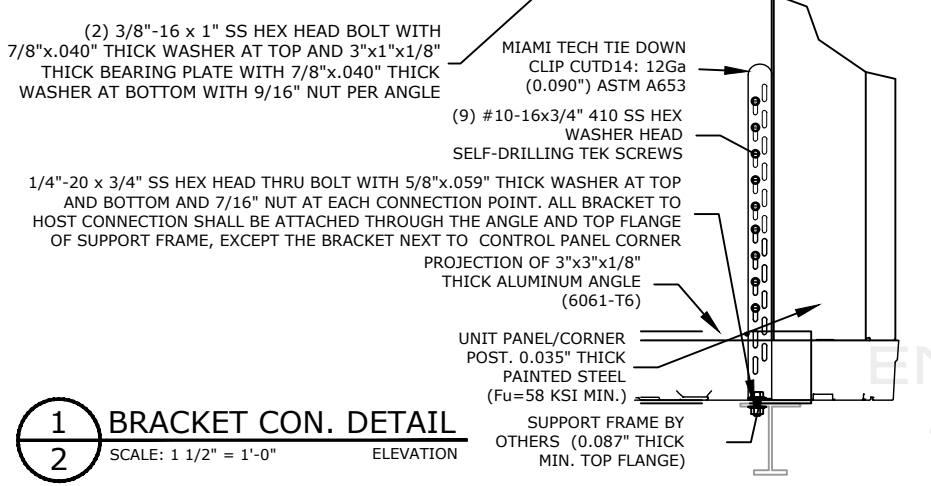 (2) 3/8"-16 x 1" SS HEX HEAD BOLT WITH
7/8"x.040" THICK WASHER AT TOP AND 3"x1"x1/8"
THICK BEARING PLATE WITH 7/8"x.040" THICK
WASHER AT BOTTOM WITH 9/16" NUT PER ANGLE
MIAMI TECH TIE DOWN
CLIP CUTD14: 12Ga
(0.090") ASTM A653
(9) #10-16x3/4" 410 SS HEX
WASHER HEAD
SELF-DRILLING TEK SCREWS
1/4"-20 x 3/4" SS HEX HEAD THRU BOLT WITH 5/8"x.059" THICK WASHER AT TOP
AND BOTTOM AND 7/16" NUT AT EACH CONNECTION POINT. ALL BRACKET TO
HOST CONNECTION SHALL BE ATTACHED THROUGH THE ANGLE AND TOP FLANGE
OF SUPPORT FRAME, EXCEPT THE BRACKET NEXT TO CONTROL PANEL CORNER
PROJECTION OF 3"x3"x1/8"
THICK ALUMINUM ANGLE
(6061-T6)
UNIT PANEL/CORNER
POST. 0.035" THICK
PAINTED STEEL
(Fu=58 KSI MIN.)
SUPPORT FRAME BY
OTHERS (0.087" THICK
MIN. TOP FLANGE)
1
2
BRACKET CON. DETAIL
SCALE: 1 1/2" = 1'-0" ELEVATION